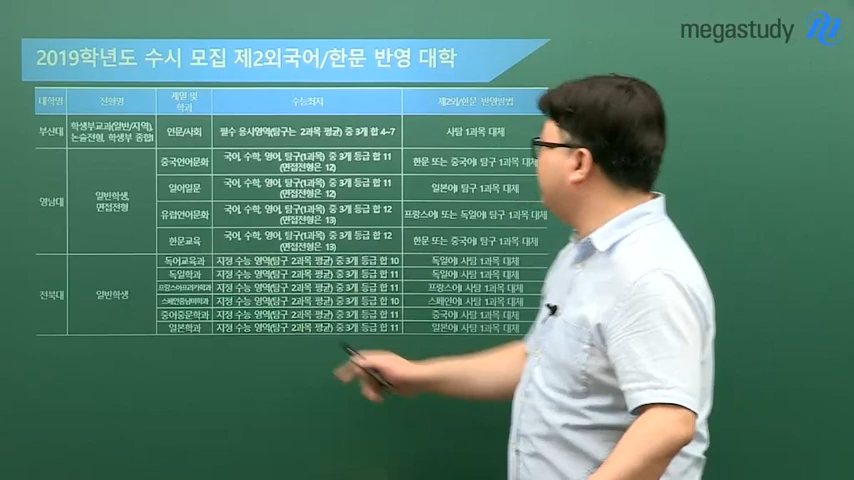 megastudy
2019학년도 수시 모집 제2외국어/한문 반영 대학
대학명 전형명 계열 및 학과 수능최저 제2외/한문 반영방법
부산대 학생부교과(일반/지역), 논술전형, 학생부 종합 인문/사회 필수 응시영역(탐구는 2과목 평균) 중 3개 합 4~7 사탐 1과목 대체
영남대 일반학생, 면접전형
중국언어문화 국어, 수학, 영어, 탐구(1과목) 중 3개 등급 합 11 (면접전형은 12) 한문 또는 중국어 탐구 1과목 대체
일어일문 국어, 수학, 영어, 탐구(1과목) 중 3개 등급 합 11 (면접전형은 12) 일본어 탐구 1과목 대체
유럽언어문화 국어, 수학, 영어, 탐구(1과목) 중 3개 등급 합 12 (면접전형은 13) 프랑스어 또는 독일어 탐구 1과목 대체
한문교육 국어, 수학, 영어, 탐구(1과목) 중 3개 등급 합 12 (면접전형은 13) 한문 또는 중국어 탐구 1과목 대체
전북대 일반학생
독어교육과 지정 수능 영역(탐구 2과목 평균) 중 3개 등급 합 10 독일어 사탐 1과목 대체
독일학과 지정 수능 영역(탐구 2과목 평균) 중 3개 등급 합 11 독일어 사탐 1과목 대체
프랑스아프리카학과 지정 수능 영역(탐구 2과목 평균) 중 3개 등급 합 11 프랑스어 사탐 1과목 대체
스페인중남미학과 지정 수능 영역(탐구 2과목 평균) 중 3개 등급 합 10 스페인어 사탐 1과목 대체
중어중문학과 지정 수능 영역(탐구 2과목 평균) 중 3개 등급 합 11 중국어 사탐 1과목 대체
일본학과 지정 수능 영역(탐구 2과목 평균) 중 3개 등급 합 11 일본어 사탐 1과목 대체